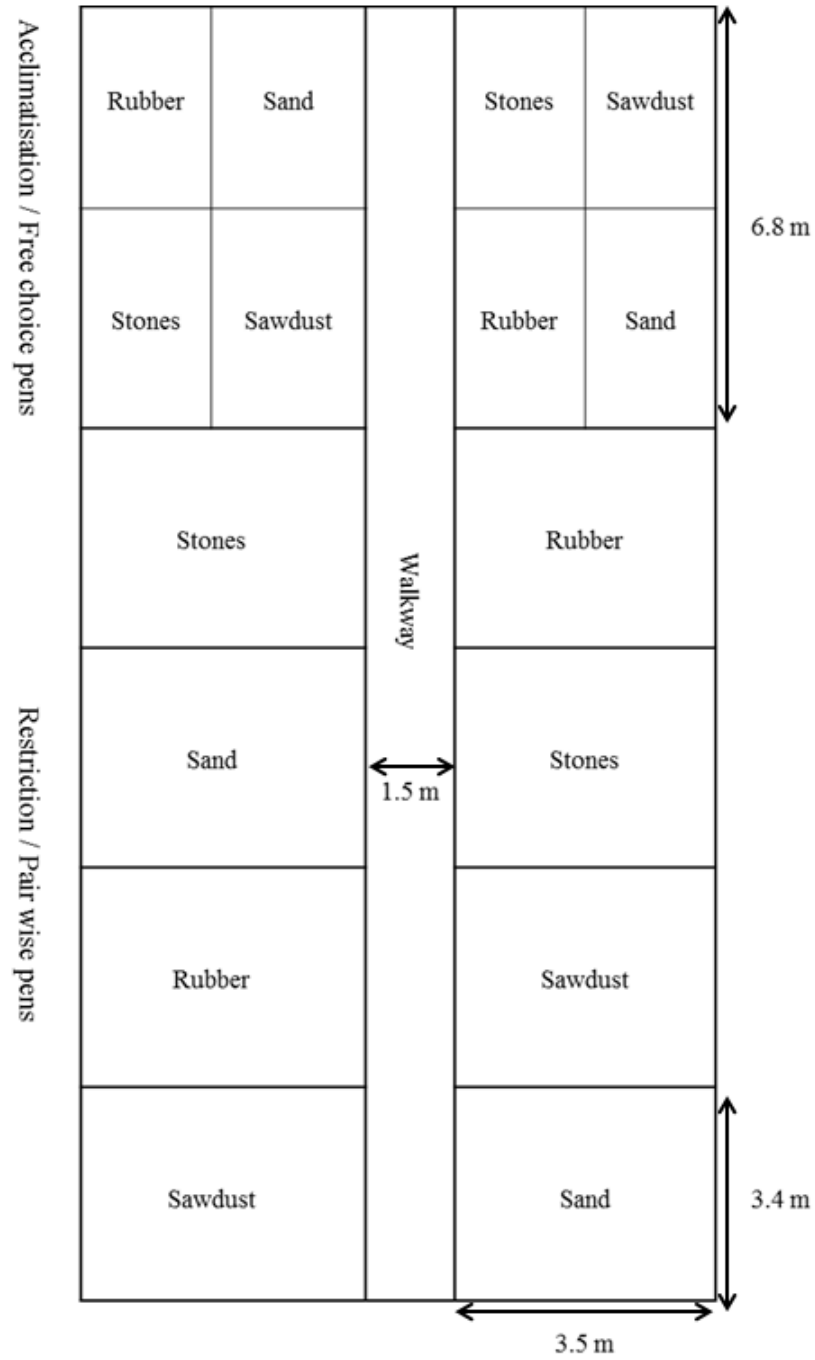 Acclimatisation / Free choice pens
Rubber
Sand
Stones
Sawdust
6.8 m
Stones
Sawdust
Rubber
Sand
Stones
Walkway
Rubber
Restriction / Pair wise pens
Sand
1.5 m
Stones
Rubber
Sawdust
Sawdust
Sand
3.4 m
3.5 m